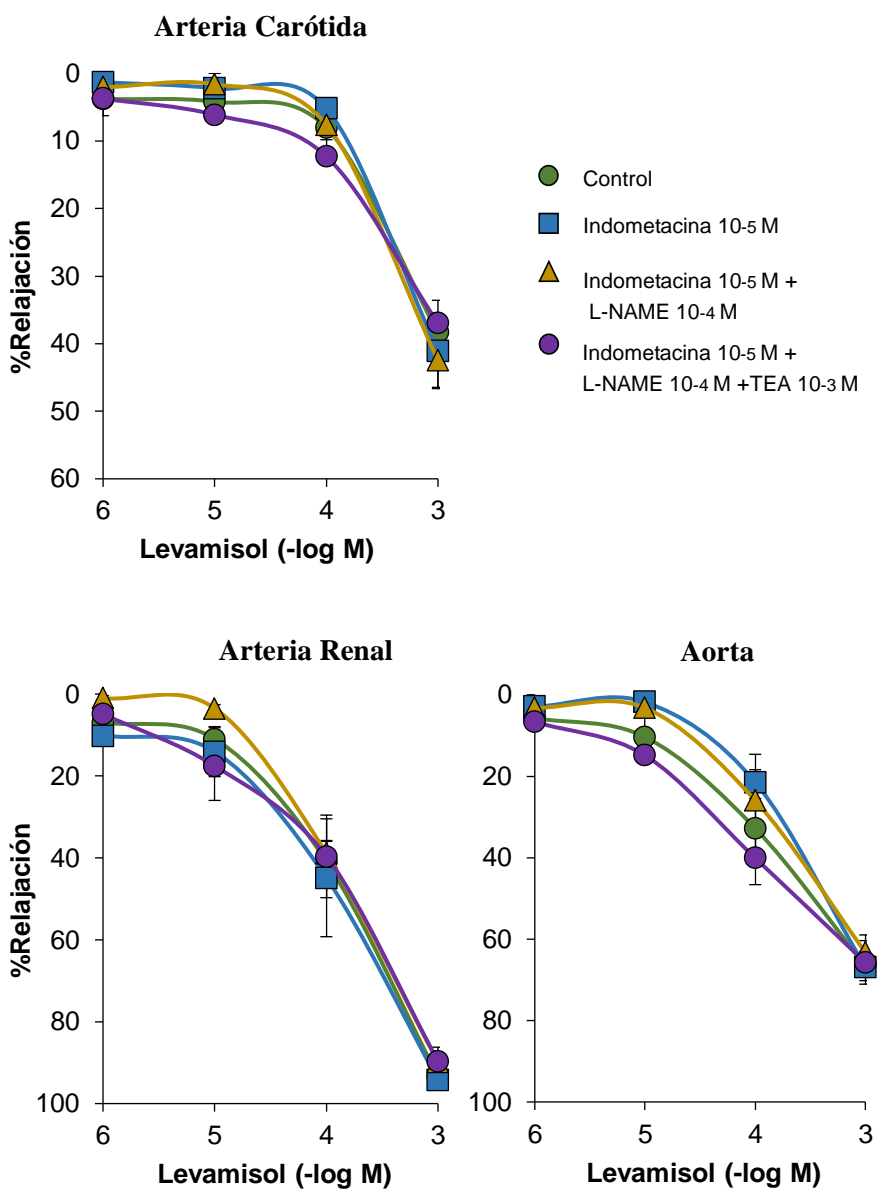 Arteria Carótida
0
10
20
30
40
50
60
%Relajación
6 5 4 3
Levamisol (-log M)
Control
Indometacina 10-5 M
Indometacina 10-5 M +
L-NAME 10-4 M
Indometacina 10-5 M +
L-NAME 10-4 M +TEA 10-3 M
Arteria Renal
0
20
40
60
80
100
%Relajación
6 5 4 3
Levamisol (-log M)
Aorta
0
20
40
60
80
100
6 5 4 3
Levamisol (-log M)